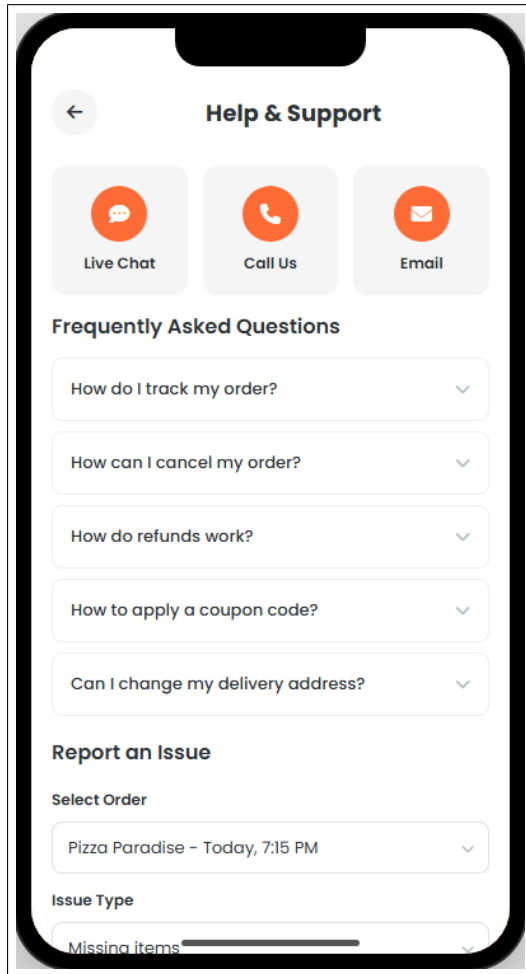 Help & Support
Live Chat
Call Us
Email
Frequently Asked Questions
How do I track my order?
How can I cancel my order?
How do refunds work?
How to apply a coupon code?
Can I change my delivery address?
Report an Issue
Select Order
Pizza Paradise - Today, 7:15 PM
Issue Type
Missing items